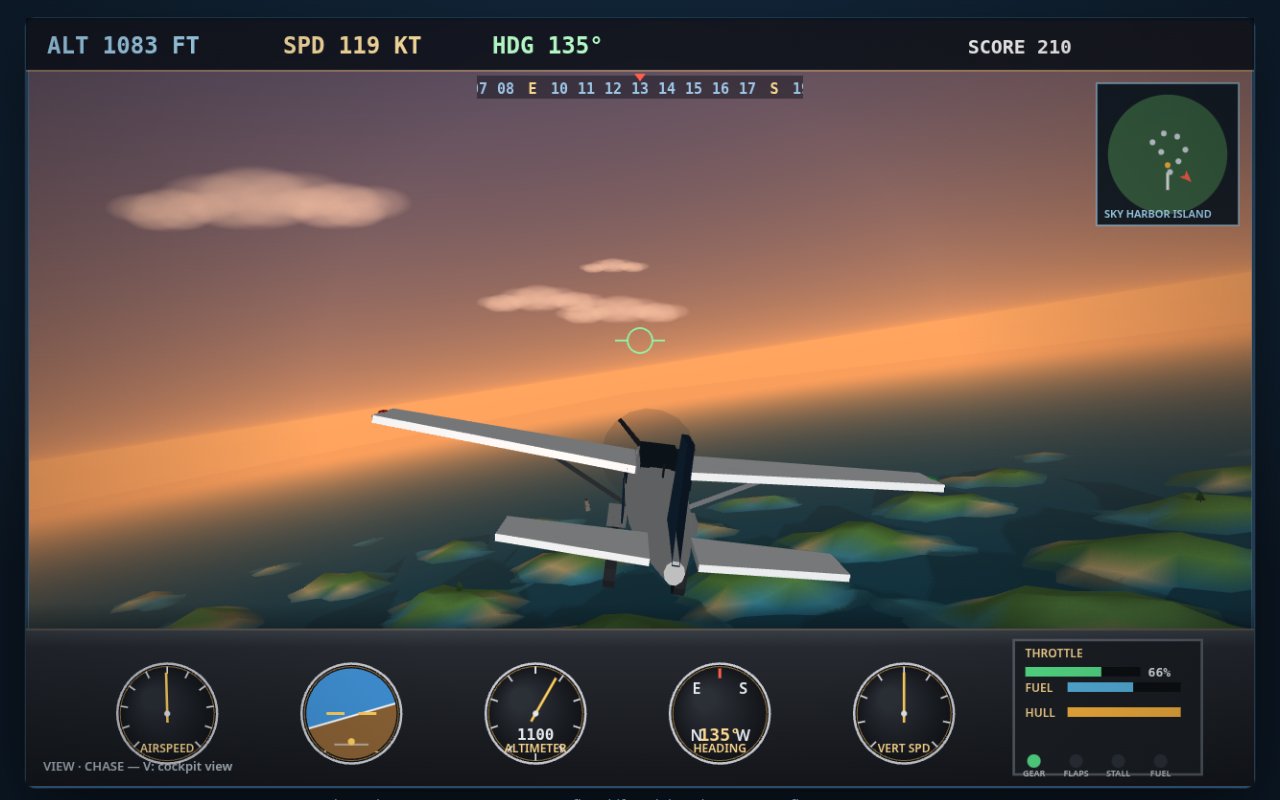 ALT 1083 FT SPD 119 KT HDG 135° SCORE 210
07 08 E 10 11 12 13 14 15 16 17 S
SKY HARBOR ISLAND
THROTTLE
66%
FUEL
HULL
E S
1100 N 135° W
AIRSPEED ALTIMETER HEADING VERT SPD
VIEW · CHASE — V: cockpit view
GEAR FLAPS STALL FUEL